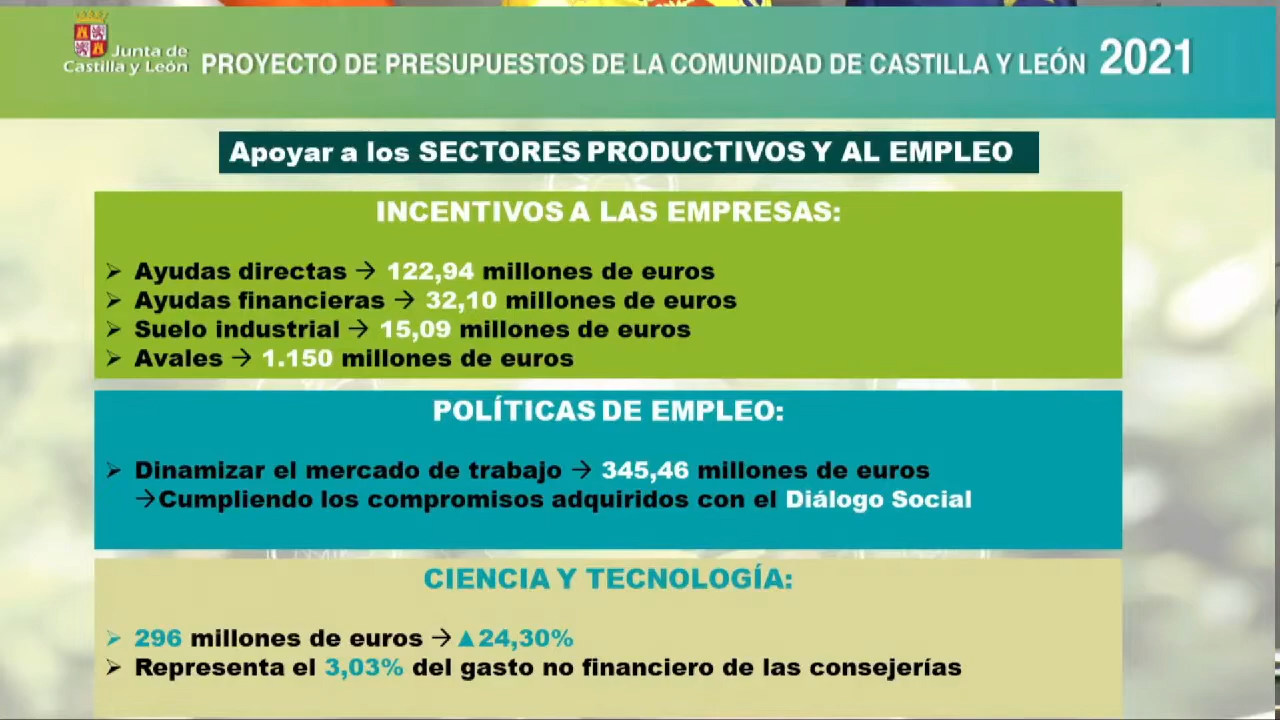 Junta de
Castilla y León
PROYECTO DE PRESUPUESTOS DE LA COMUNIDAD DE CASTILLA Y LEÓN 2021
Apoyar a los SECTORES PRODUCTIVOS Y AL EMPLEO
INCENTIVOS A LAS EMPRESAS:
➢ Ayudas directas → 122,94 millones de euros
➢ Ayudas financieras → 32,10 millones de euros
➢ Suelo industrial → 15,09 millones de euros
➢ Avales → 1.150 millones de euros
POLÍTICAS DE EMPLEO:
➢ Dinamizar el mercado de trabajo → 345,46 millones de euros
→Cumpliendo los compromisos adquiridos con el Diálogo Social
CIENCIA Y TECNOLOGÍA:
➢ 296 millones de euros → ▲24,30%
➢ Representa el 3,03% del gasto no financiero de las consejerías